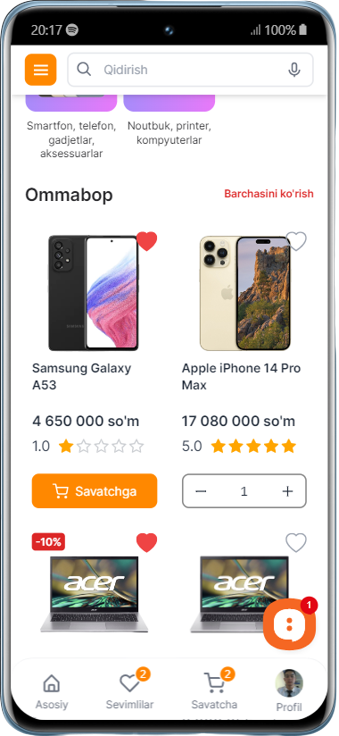 20:17 100%
Qidirish
Smartfon, telefon,
gadjetlar,
aksessuarlar
Noutbuk, printer,
kompyuterlar
Ommabop
Barchasini ko'rish
Samsung Galaxy
A53
4 650 000 so'm
1.0
Savatchga
Apple iPhone 14 Pro
Max
17 080 000 so'm
5.0
1
-10%
acer
acer
1
Asosiy
2
Sevimlilar
2
Savatcha
Profil